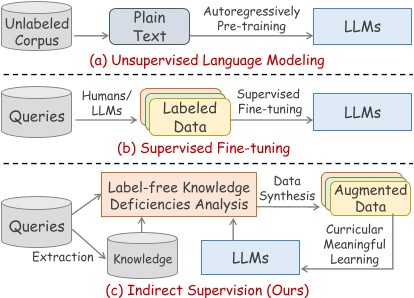 Unlabeled
Corpus
Plain
Text
Autoregressively
Pre-training
LLMs
(a) Unsupervised Language Modeling
Queries
Humans/
LLMs
Labeled
Data
Supervised
Fine-tuning
LLMs
(b) Supervised Fine-tuning
Queries
Extraction
Label-free Knowledge
Deficiencies Analysis
Knowledge
LLMs
Data
Synthesis
Augmented
Data
Curricular
Meaningful
Learning
(c) Indirect Supervision (Ours)